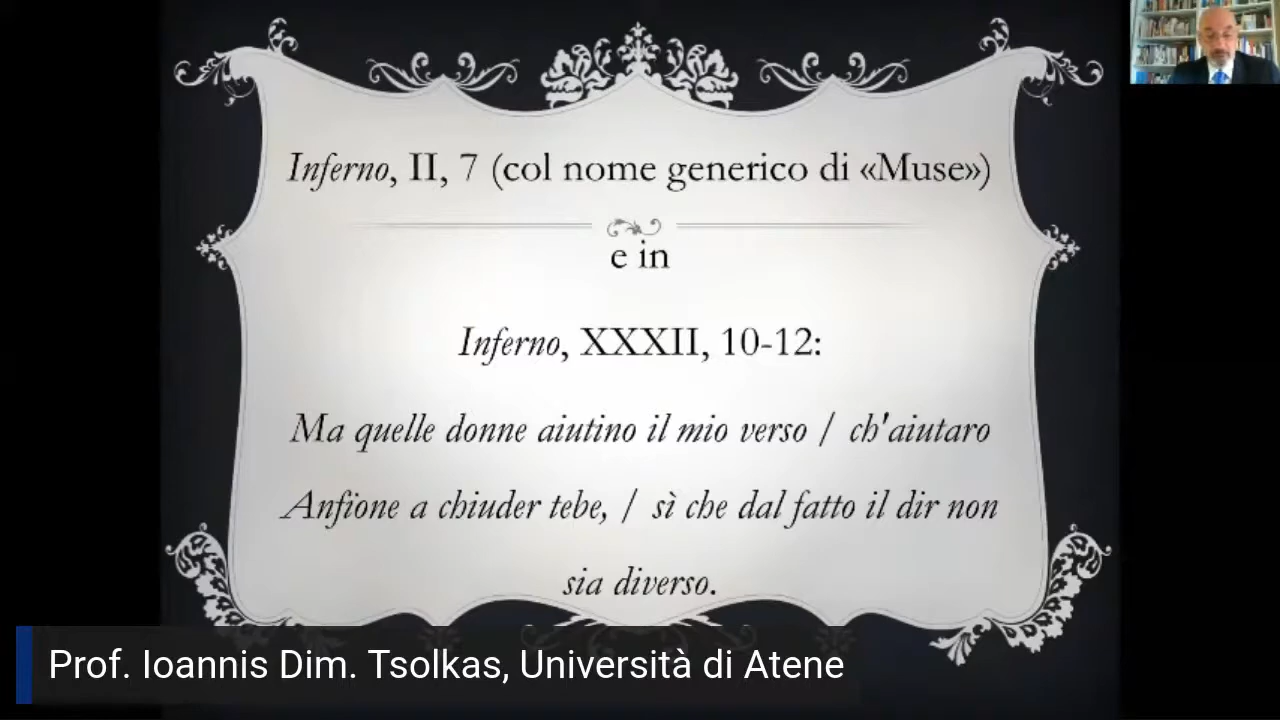 Inferno, II, 7 (col nome generico di «Muse»)
e in
Inferno, XXXII, 10-12:
Ma quelle donne aiutino il mio verso / ch'aiutaro
Anfïone a chiuder tebe, / sì che dal fatto il dir non
sia diverso.
Prof. Ioannis Dim. Tsolkas, Università di Atene